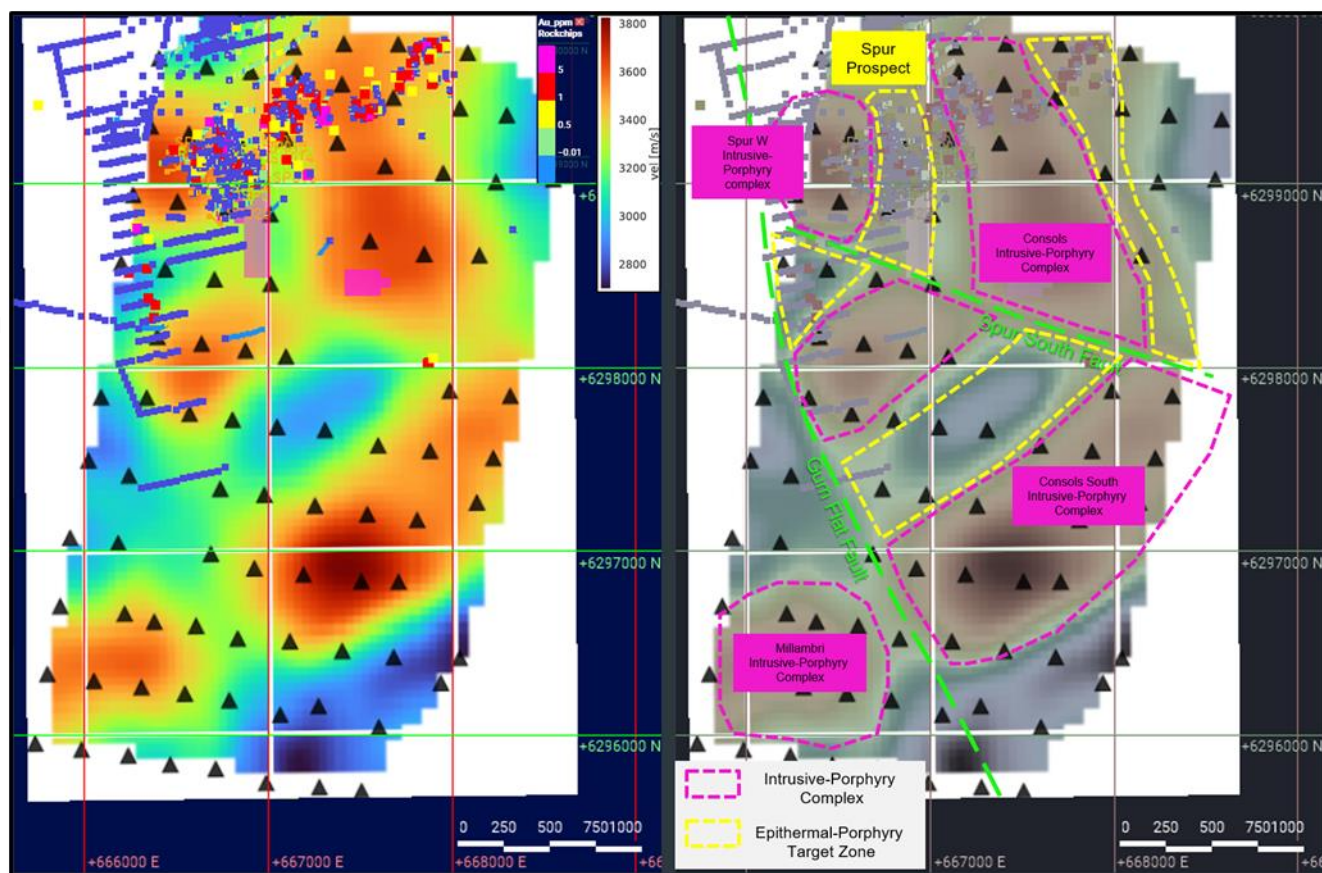 Au_ppm
Rockchips
5
1
0.5
-0.01
3800
3600
3400
3200
3000
2800
vel [m/s]
+6298000 N
+6297000 N
+6296000 N
0 250 500 7501000
+666000 E
+667000 E
+668000 E
Spur
Prospect
Spur W
Intrusive-
Porphyry
complex
Consols
Intrusive-Porphyry
Complex
Spur South Fault
Gum Flat Fault
Consols South
Intrusive-Porphyry
Complex
Millambri
Intrusive-Porphyry
Complex
+6299000 N
+6298000 N
+6297000 N
+6296000 N
Intrusive-Porphyry
Complex
Epithermal-Porphyry
Target Zone
0 250 500 7501000
+667000 E
+668000 E